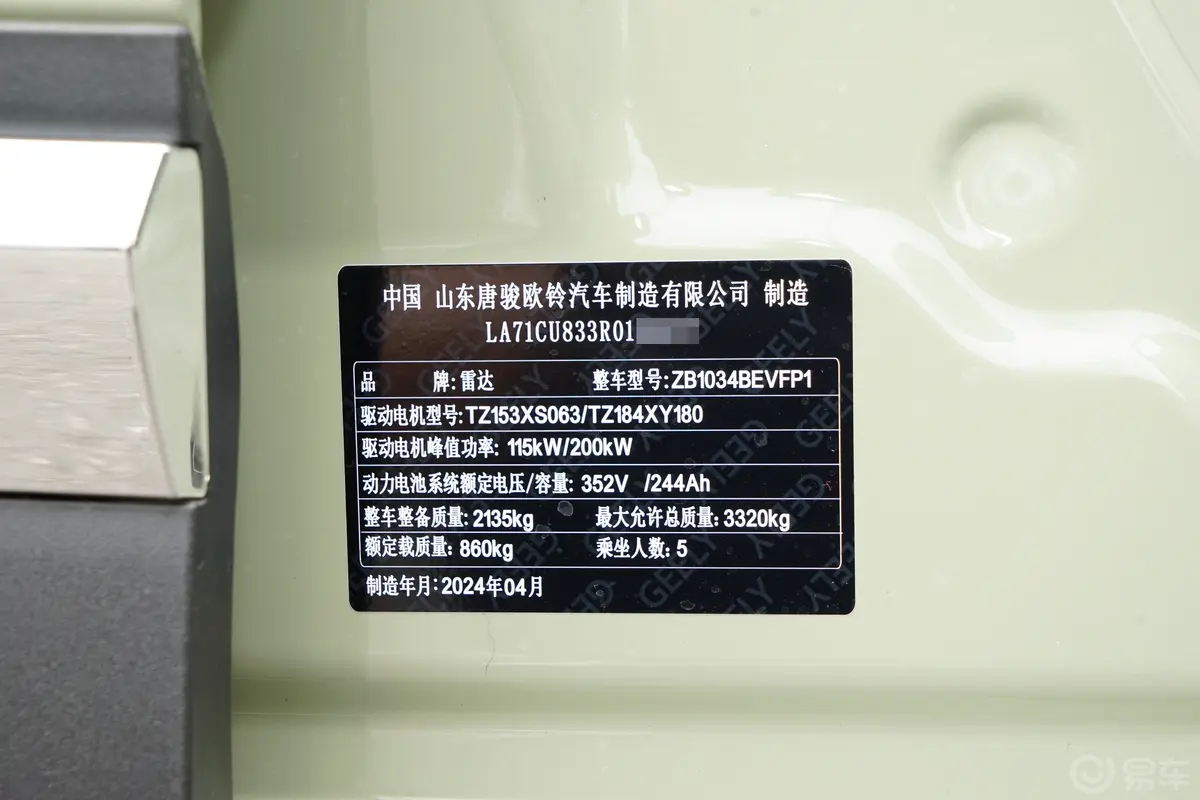 中国 山东唐骏欧铃汽车制造有限公司 制造
LA71CU833R01
品 牌:雷达 整车型号:ZB1034BEVFP1
驱动电机型号:TZ153XS063/TZ184XY180
驱动电机峰值功率: 115kW/200kW
动力电池系统额定电压/容量: 352V /244Ah
整车整备质量: 2135kg 最大允许总质量: 3320kg
额定载质量: 860kg 乘坐人数: 5
制造年月: 2024年04月
GEELY
易车